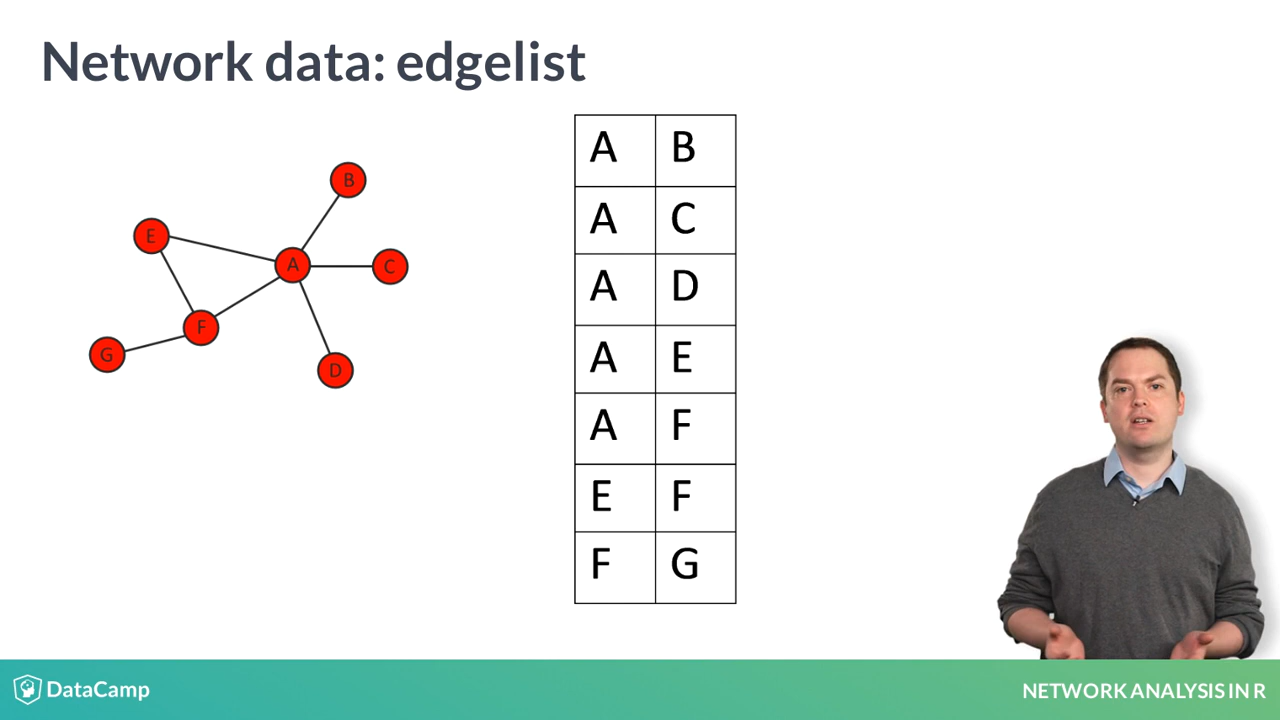 Network data: edgelist
B
E
A
C
F
G
D
A B
A C
A D
A E
A F
E F
F G
DataCamp
NETWORK ANALYSIS IN R